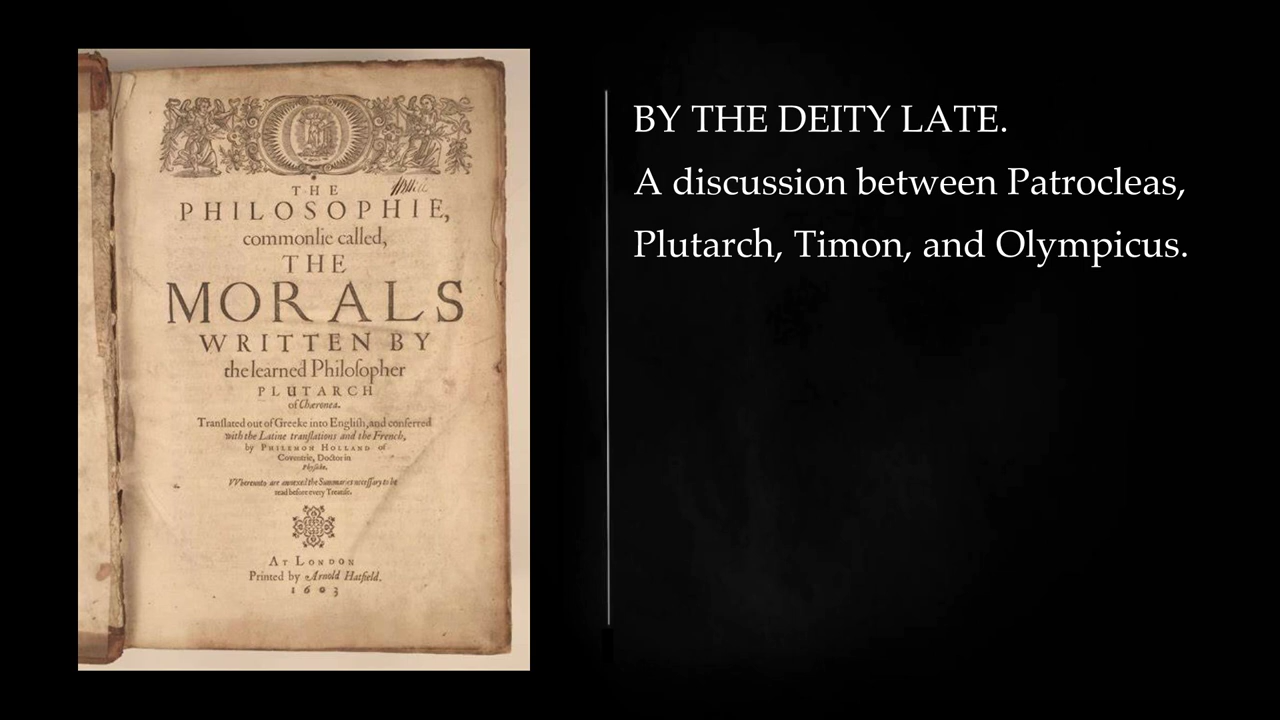 THE
PHILOSOPHIE,
commonlie called,
THE
MORALS
WRITTEN BY
the learned Philoſopher
PLUTARCH
of Chæronea.
Tranſlated out of Greeke into Engliſh, and conferred
with the Latine tranſlations and the French,
by PHILEMON HOLLAND of
Coventrie, Doctor in
Phyſicke.
VVhereunto are annexed the Summaries neceſſary to be
read before every Treatiſe.
AT LONDON
Printed by Arnold Hatfield.
1603
BY THE DEITY LATE.
A discussion between Patrocleas,
Plutarch, Timon, and Olympicus.